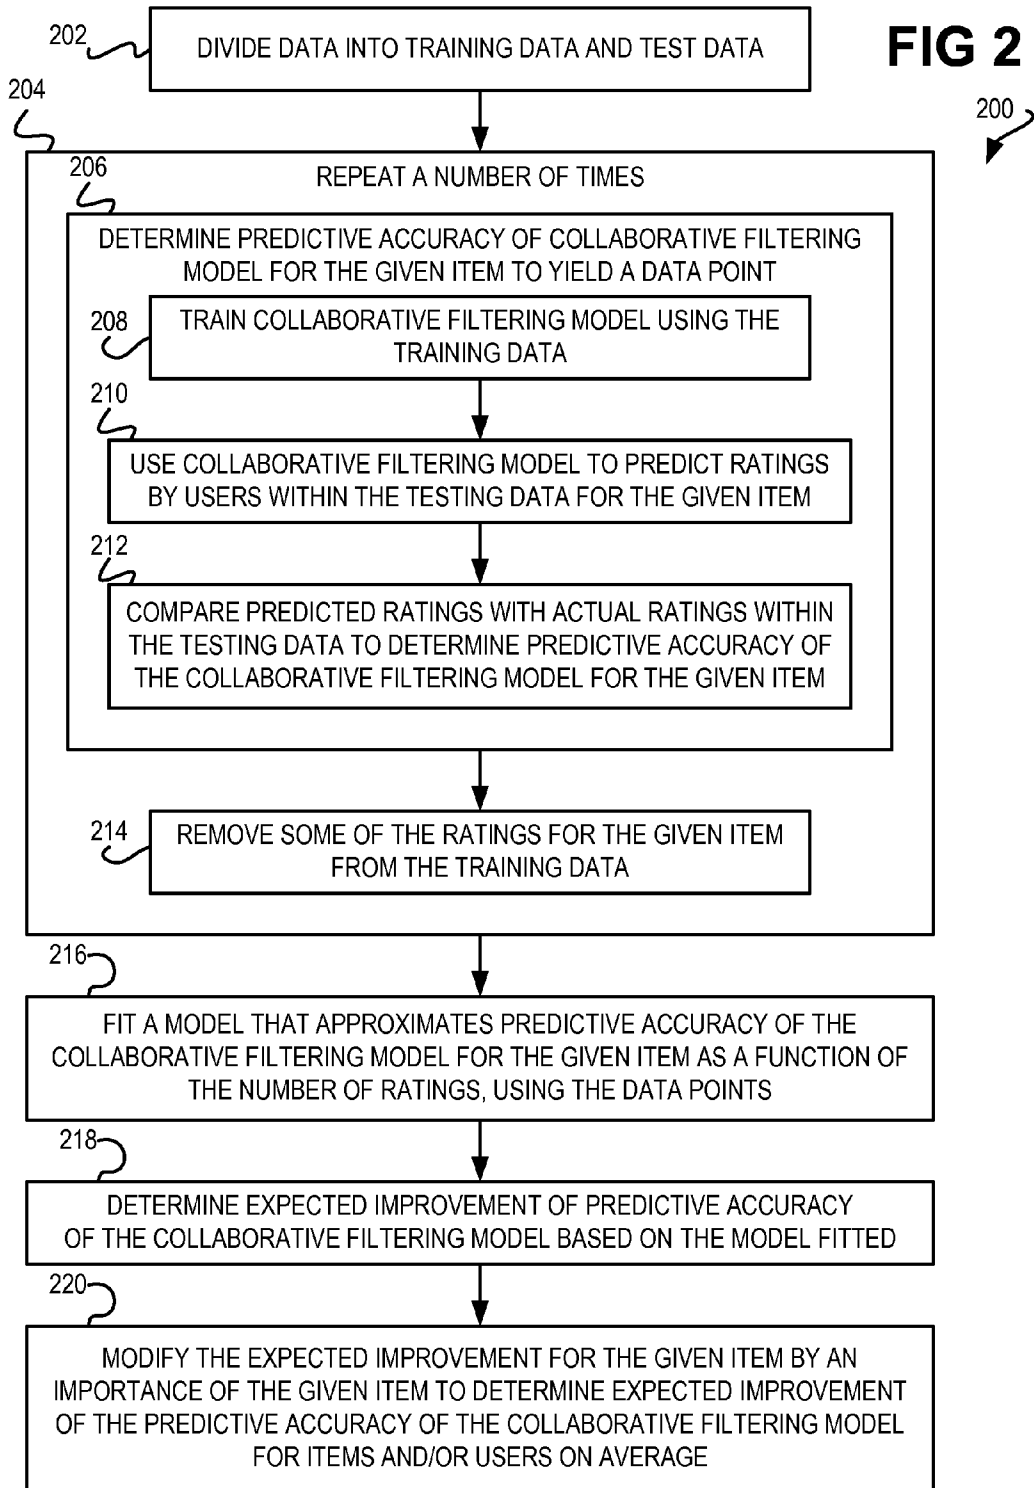 202
DIVIDE DATA INTO TRAINING DATA AND TEST DATA
FIG 2
200
204
REPEAT A NUMBER OF TIMES
206
DETERMINE PREDICTIVE ACCURACY OF COLLABORATIVE FILTERING
MODEL FOR THE GIVEN ITEM TO YIELD A DATA POINT
208
TRAIN COLLABORATIVE FILTERING MODEL USING THE
TRAINING DATA
210
USE COLLABORATIVE FILTERING MODEL TO PREDICT RATINGS
BY USERS WITHIN THE TESTING DATA FOR THE GIVEN ITEM
212
COMPARE PREDICTED RATINGS WITH ACTUAL RATINGS WITHIN
THE TESTING DATA TO DETERMINE PREDICTIVE ACCURACY OF
THE COLLABORATIVE FILTERING MODEL FOR THE GIVEN ITEM
214
REMOVE SOME OF THE RATINGS FOR THE GIVEN ITEM
FROM THE TRAINING DATA
216
FIT A MODEL THAT APPROXIMATES PREDICTIVE ACCURACY OF THE
COLLABORATIVE FILTERING MODEL FOR THE GIVEN ITEM AS A FUNCTION OF
THE NUMBER OF RATINGS, USING THE DATA POINTS
218
DETERMINE EXPECTED IMPROVEMENT OF PREDICTIVE ACCURACY
OF THE COLLABORATIVE FILTERING MODEL BASED ON THE MODEL FITTED
220
MODIFY THE EXPECTED IMPROVEMENT FOR THE GIVEN ITEM BY AN
IMPORTANCE OF THE GIVEN ITEM TO DETERMINE EXPECTED IMPROVEMENT
OF THE PREDICTIVE ACCURACY OF THE COLLABORATIVE FILTERING MODEL
FOR ITEMS AND/OR USERS ON AVERAGE